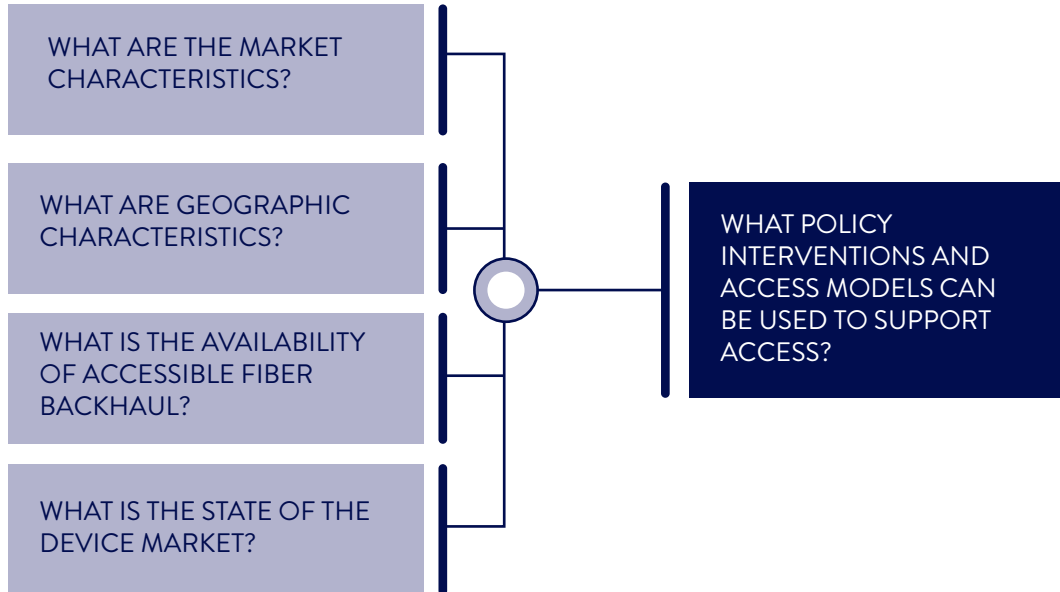 WHAT ARE THE MARKET
CHARACTERISTICS?
WHAT ARE GEOGRAPHIC
CHARACTERISTICS?
WHAT IS THE AVAILABILITY
OF ACCESSIBLE FIBER
BACKHAUL?
WHAT IS THE STATE OF THE
DEVICE MARKET?
WHAT POLICY
INTERVENTIONS AND
ACCESS MODELS CAN
BE USED TO SUPPORT
ACCESS?